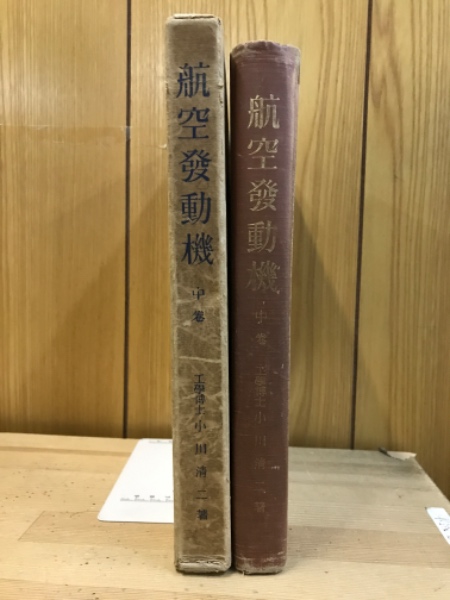 航空發動機
中卷
工學博士 小川清二著
航空發動機
中卷
工學博士 小川清二著